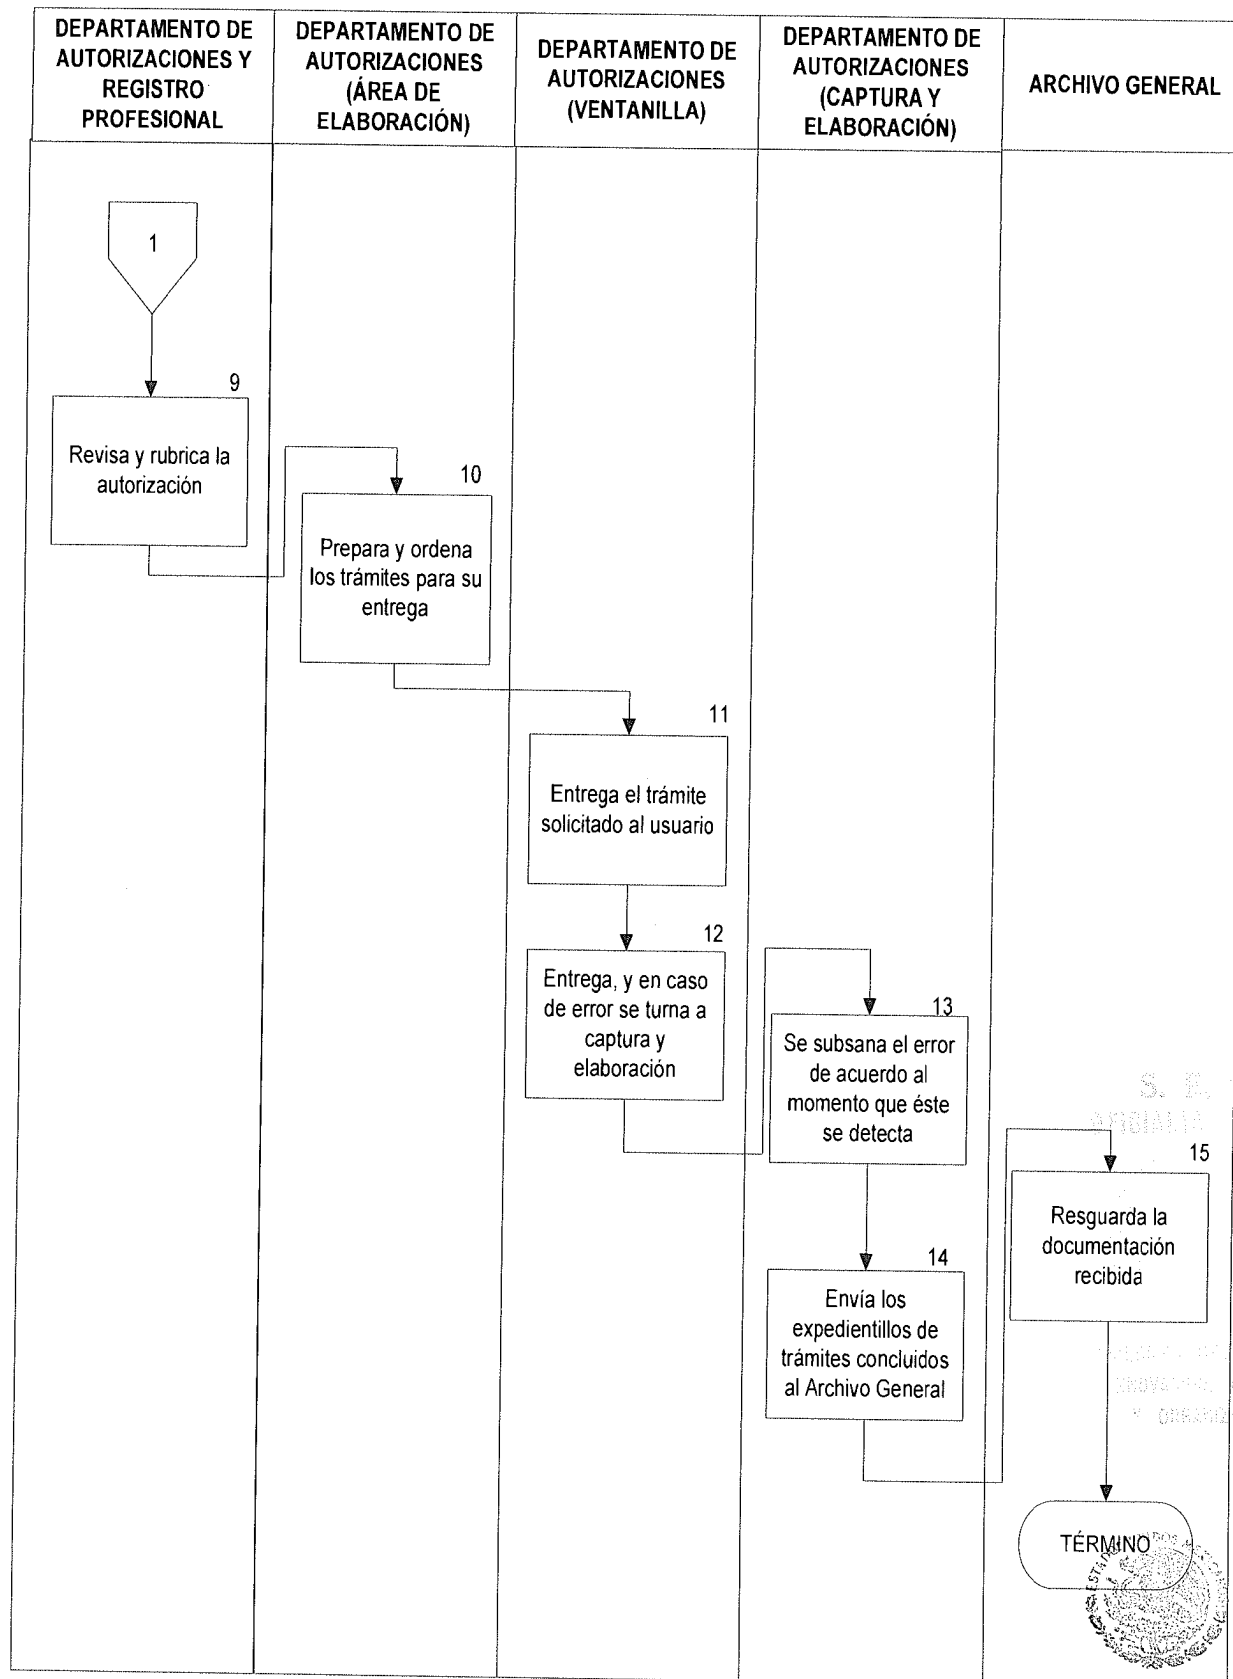 DEPARTAMENTO DE
AUTORIZACIONES Y
REGISTRO
PROFESIONAL
DEPARTAMENTO DE
AUTORIZACIONES
(ÁREA DE
ELABORACIÓN)
DEPARTAMENTO DE
AUTORIZACIONES
(VENTANILLA)
DEPARTAMENTO DE
AUTORIZACIONES
(CAPTURA Y
ELABORACIÓN)
ARCHIVO GENERAL
1
9
Revisa y rubrica la
autorización
10
Prepara y ordena
los trámites para su
entrega
11
Entrega el trámite
solicitado al usuario
12
Entrega, y en caso
de error se turna a
captura y
elaboración
13
Se subsana el error
de acuerdo al
momento que éste
se detecta
14
Envía los
expedientillos de
trámites concluidos
al Archivo General
S.
15
Resguarda la
documentación
recibida
TÉRMINO